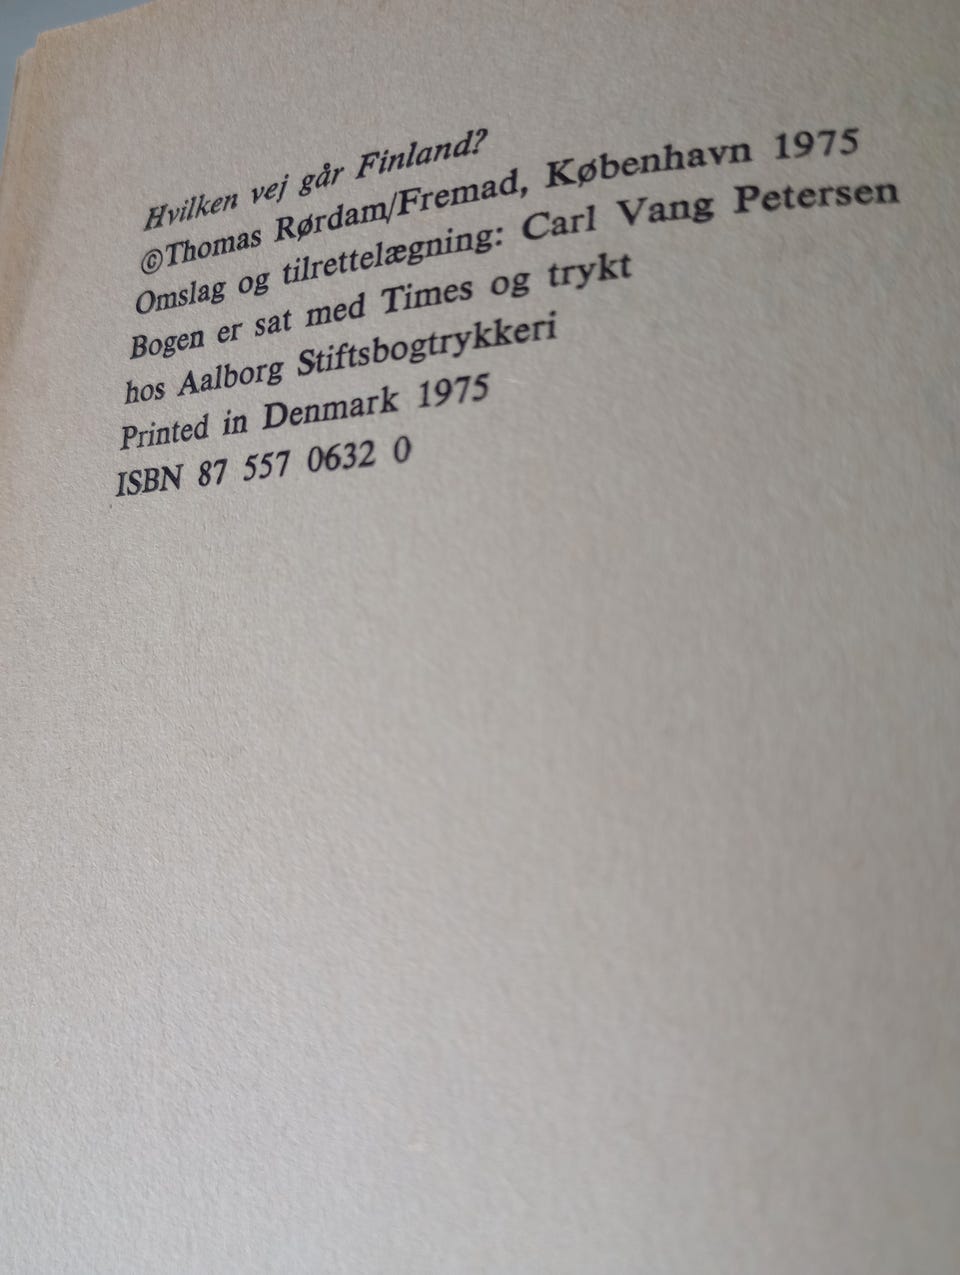 Hvilken vej går Finland?
©Thomas Rørdam/Fremad, København 1975
Omslag og tilrettelægning: Carl Vang Petersen
Bogen er sat med Times og trykt
hos Aalborg Stiftsbogtrykkeri
Printed in Denmark 1975
ISBN 87 557 0632 0